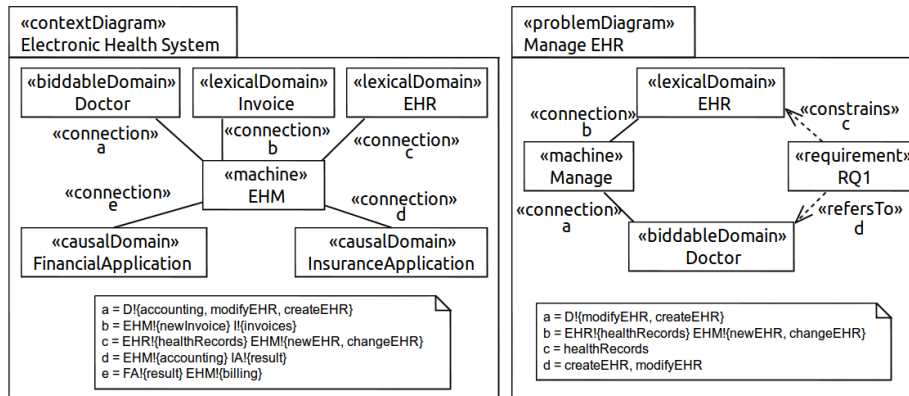 «contextDiagram»
Electronic Health System
«biddableDomain»
Doctor
«lexicalDomain»
Invoice
«lexicalDomain»
EHR
«connection»
a
«connection»
b
«connection»
c
«machine»
EHM
«connection»
e
«connection»
d
«causalDomain»
FinancialApplication
«causalDomain»
InsuranceApplication
a = D!{accounting, modifyEHR, createEHR}
b = EHM!{newInvoice} I!{invoices}
c = EHR!{healthRecords} EHM!{newEHR, changeEHR}
d = EHM!{accounting} IA!{result}
e = FA!{result} EHM!{billing}
«problemDiagram»
Manage EHR
«lexicalDomain»
EHR
«connection»
b
«constrains»
c
«machine»
Manage
«requirement»
RQ1
«connection»
a
«refersTo»
d
«biddableDomain»
Doctor
a = D!{modifyEHR, createEHR}
b = EHR!{healthRecords} EHM!{newEHR, changeEHR}
c = healthRecords
d = createEHR, modifyEHR